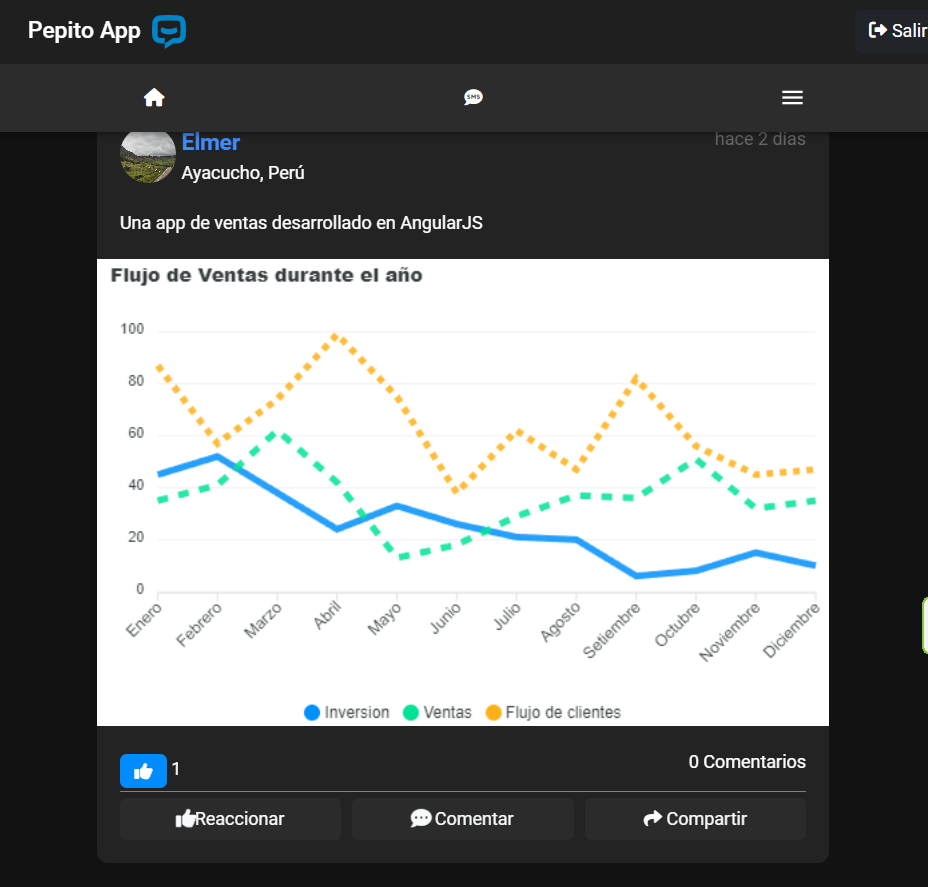 Pepito App
Salir
SMS
Elmer
hace 2 días
Ayacucho, Perú
Una app de ventas desarrollado en AngularJS
Flujo de Ventas durante el año
100
80
60
40
20
0
Enero
Febrero
Marzo
Abril
Mayo
Junio
Julio
Agosto
Setiembre
Octubre
Noviembre
Diciembre
Inversion
Ventas
Flujo de clientes
1
0 Comentarios
Reaccionar
Comentar
Compartir